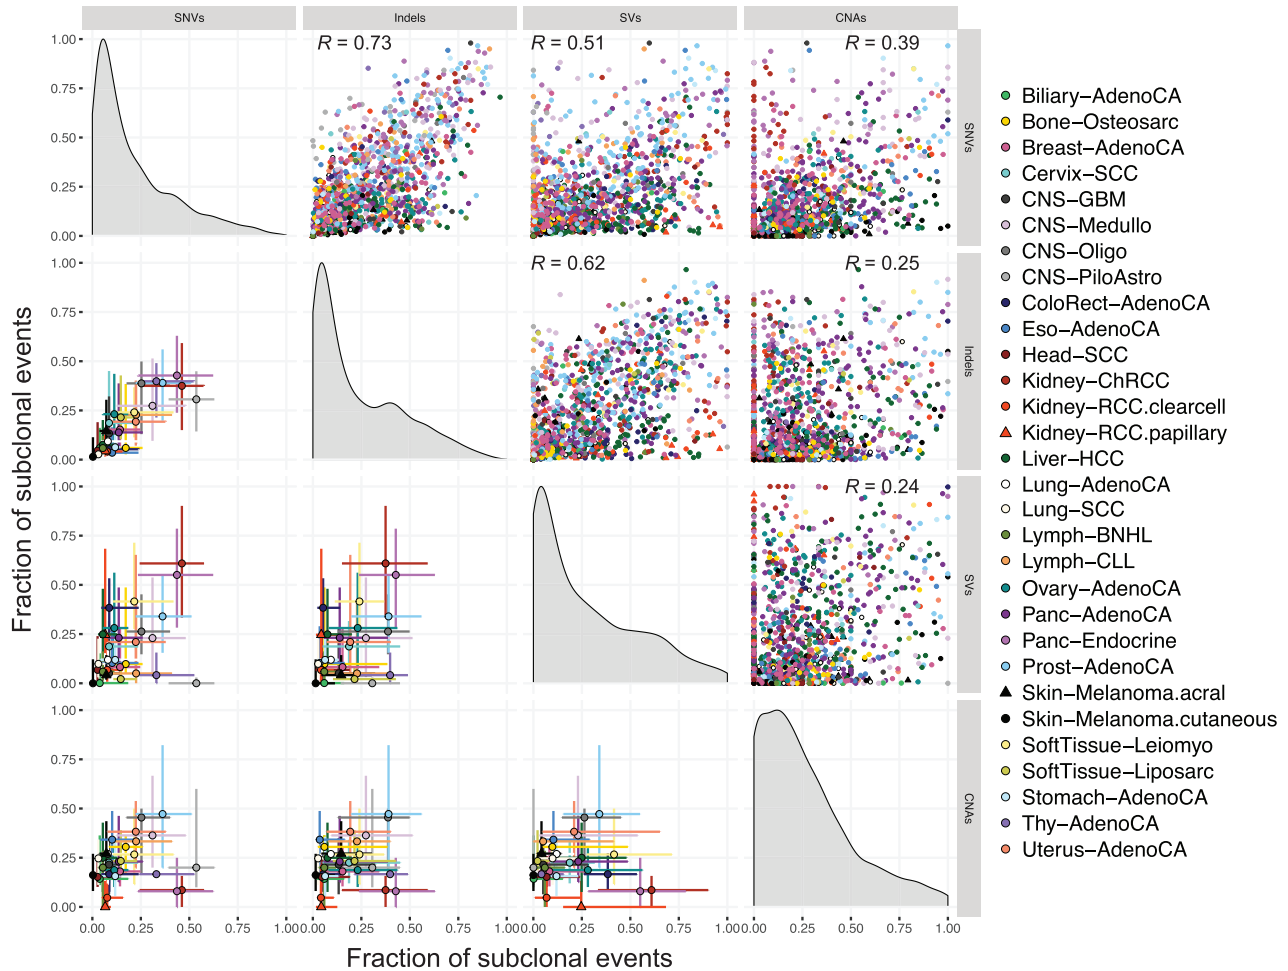 SNVs Indels SVs CNAs
1.00
0.75
0.50
0.25
0.00
R = 0.73 R = 0.51 R = 0.39
SNVs
1.00
0.75
0.50
0.25
0.00
R = 0.62 R = 0.25
Indels
1.00
0.75
0.50
0.25
0.00
R = 0.24
SVs
1.00
0.75
0.50
0.25
0.00
CNAs
0.00 0.25 0.50 0.75 1.00 0.00 0.25 0.50 0.75 1.00 0.00 0.25 0.50 0.75 1.00 0.00 0.25 0.50 0.75 1.00
Fraction of subclonal events
Fraction of subclonal events
Biliary−AdenoCA
Bone−Osteosarc
Breast−AdenoCA
Cervix−SCC
CNS−GBM
CNS−Medullo
CNS−Oligo
CNS−PiloAstro
ColoRect−AdenoCA
Eso−AdenoCA
Head−SCC
Kidney−ChRCC
Kidney−RCC.clearcell
Kidney−RCC.papillary
Liver−HCC
Lung−AdenoCA
Lung−SCC
Lymph−BNHL
Lymph−CLL
Ovary−AdenoCA
Panc−AdenoCA
Panc−Endocrine
Prost−AdenoCA
Skin−Melanoma.acral
Skin−Melanoma.cutaneous
SoftTissue−Leiomyo
SoftTissue−Liposarc
Stomach−AdenoCA
Thy−AdenoCA
Uterus−AdenoCA